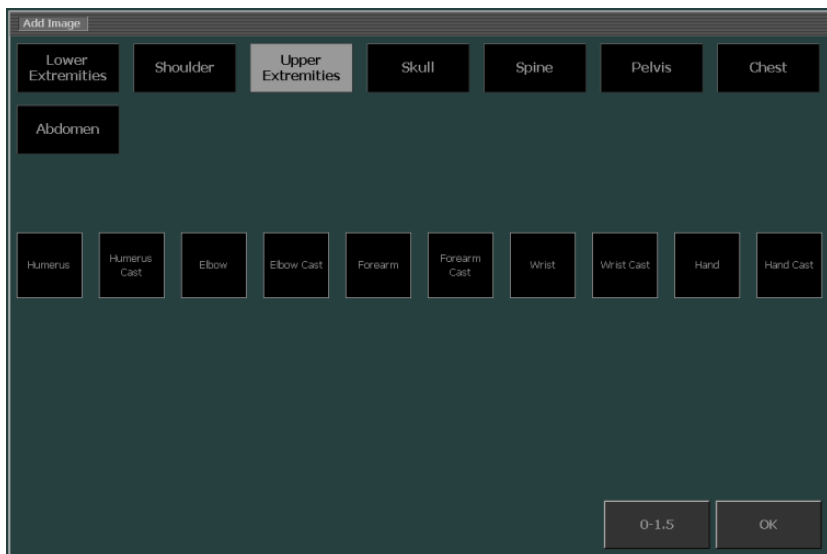 Add Image
Lower
Extremities
Shoulder
Upper
Extremities
Skull
Spine
Pelvis
Chest
Abdomen
Humerus
Humerus
Cast
Elbow
Elbow Cast
Forearm
Forearm
Cast
Wrist
Wrist Cast
Hand
Hand Cast
0-1.5
OK